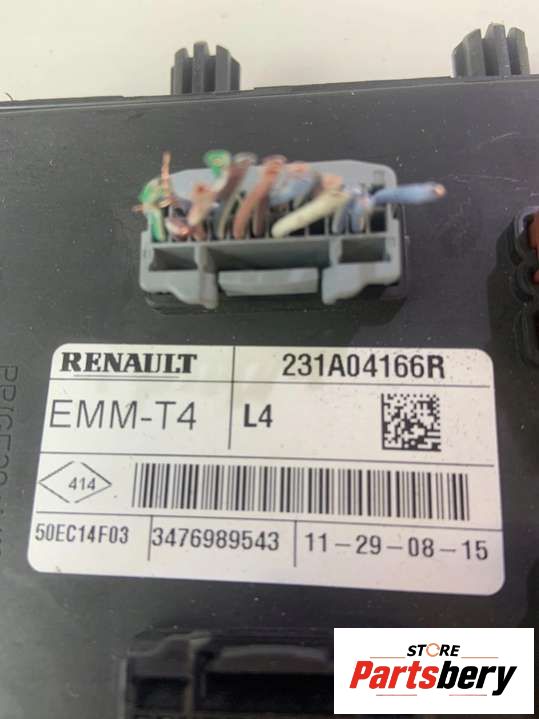 RENAULT 231A04166R
EMM-T4 L4
414
50EC14F03 3476989543 11-29-08-15
STORE
Partsbery